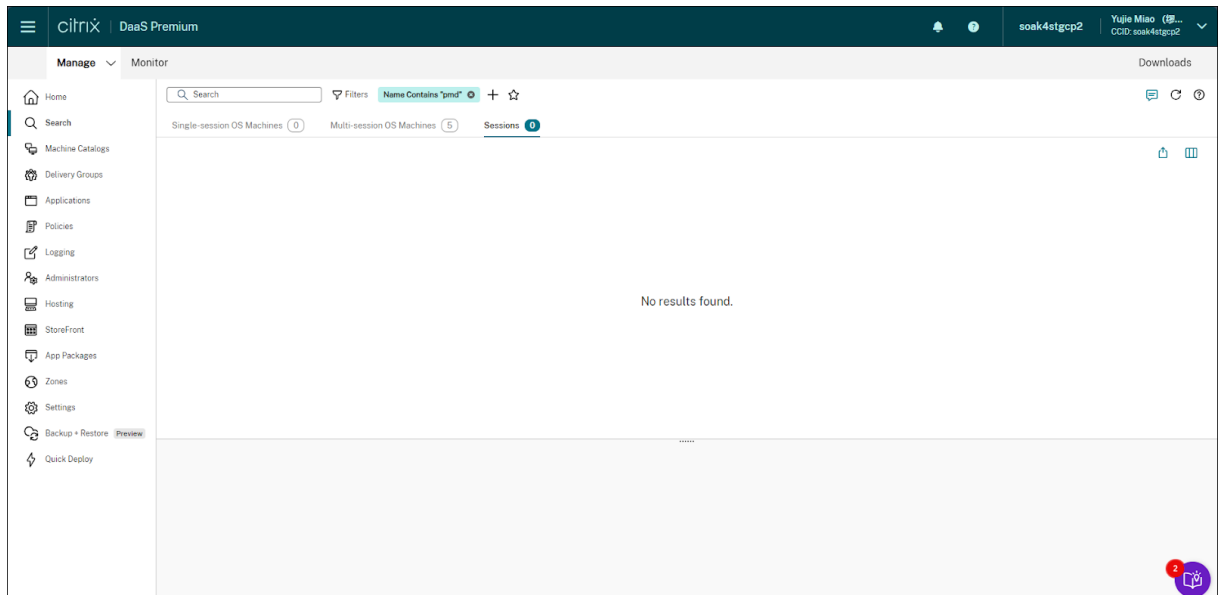 citrix | DaaS Premium
soak4stgcp2
Yujie Miao
CCID: soak4stgcp2
Manage
Monitor
Downloads
Home
Search
Machine Catalogs
Delivery Groups
Applications
Policies
Logging
Administrators
Hosting
StoreFront
App Packages
Zones
Settings
Backup + Restore Preview
Quick Deploy
Search
Filters
Name Contains "pmd"
Single-session OS Machines 0
Multi-session OS Machines 5
Sessions 0
No results found.
2